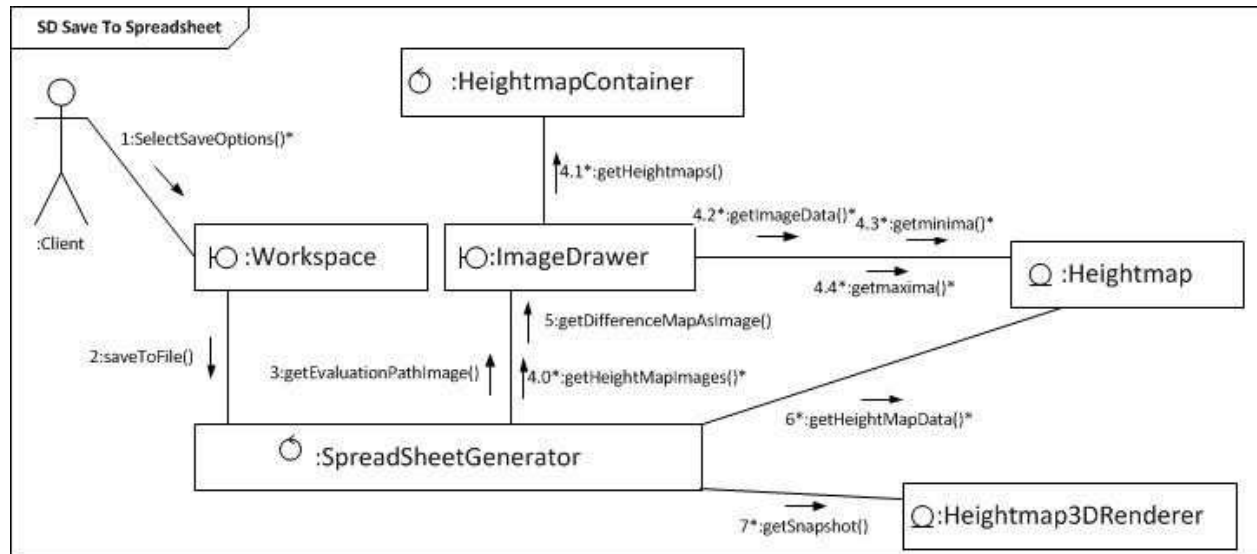 SD Save To Spreadsheet
:HeightmapContainer
1:SelectSaveOptions()*
4.1*:getHeightmaps()
4.2*:getImageData()*
4.3*:getminima()*
:Client
:Workspace
:ImageDrawer
:Heightmap
4.4*:getmaxima()*
5:getDifferenceMapAsImage()
2:saveToFile()
3:getEvaluationPathImage()
4.0*:getHeightMapImages()*
6*:getHeightMapData()*
:SpreadSheetGenerator
7*:getSnapshot()
:Heightmap3DRenderer